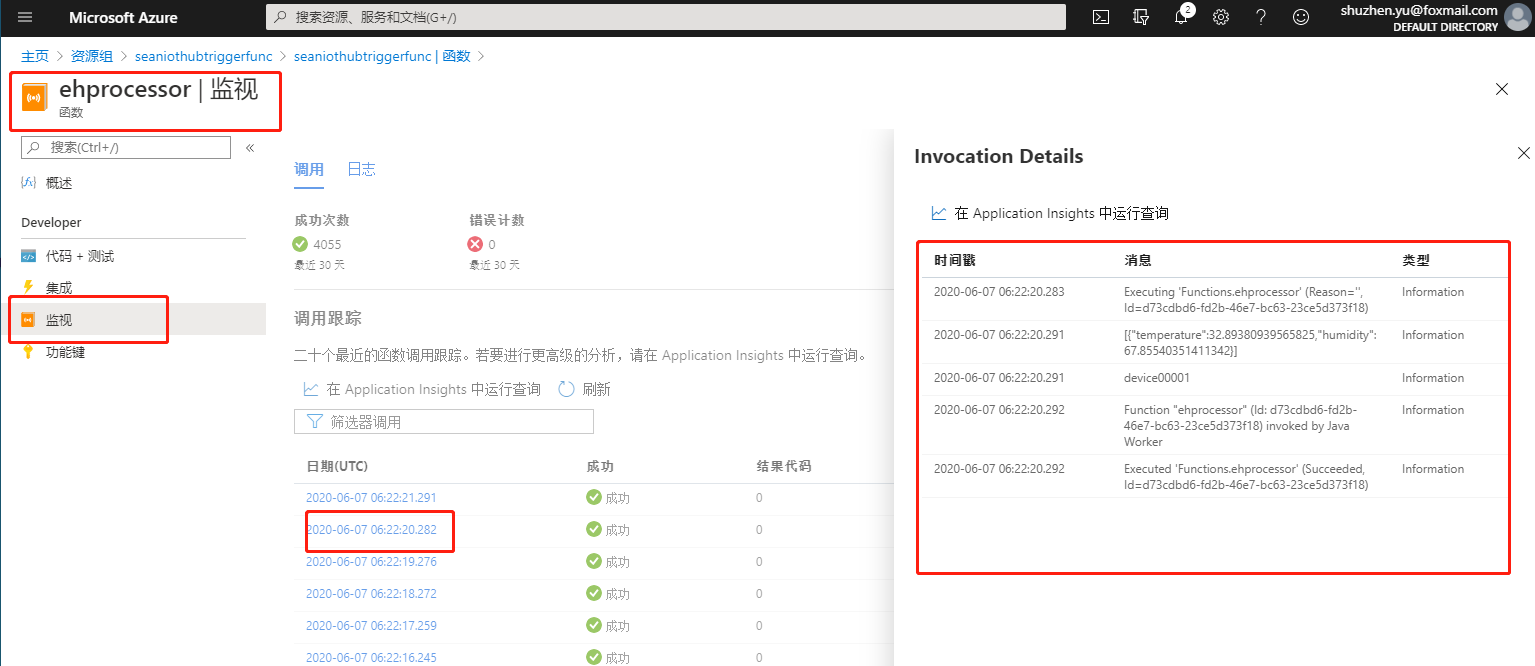 Microsoft Azure
搜索资源、服务和文档(G+/)
2
shuzhen.yu@foxmail.com
DEFAULT DIRECTORY
主页 > 资源组 > seaniothubtriggerfunc > seaniothubtriggerfunc | 函数 >
ehprocessor | 监视
函数
搜索(Ctrl+/)
«
概述
Developer
代码 + 测试
集成
监视
功能键
调用 日志
成功次数 错误计数
4055 0
最近 30 天 最近 30 天
调用跟踪
二十个最近的函数调用跟踪。若要进行更高级的分析，请在 Application Insights 中运行查询。
在 Application Insights 中运行查询 刷新
筛选器调用
日期(UTC) 成功 结果代码
2020-06-07 06:22:21.291 成功 0
2020-06-07 06:22:20.282 成功 0
2020-06-07 06:22:19.276 成功 0
2020-06-07 06:22:18.272 成功 0
2020-06-07 06:22:17.259 成功 0
2020-06-07 06:22:16.245 成功 0
Invocation Details
在 Application Insights 中运行查询
时间戳 消息 类型
2020-06-07 06:22:20.283 Executing 'Functions.ehprocessor' (Reason='', Information
Id=d73cdbd6-fd2b-46e7-bc63-23ce5d373f18)
2020-06-07 06:22:20.291 [{"temperature":32.89380939565825,"humidity": Information
67.85540351411342}]
2020-06-07 06:22:20.291 device00001 Information
2020-06-07 06:22:20.292 Function "ehprocessor" (Id: d73cdbd6-fd2b- Information
46e7-bc63-23ce5d373f18) invoked by Java
Worker
2020-06-07 06:22:20.292 Executed 'Functions.ehprocessor' (Succeeded, Information
Id=d73cdbd6-fd2b-46e7-bc63-23ce5d373f18)